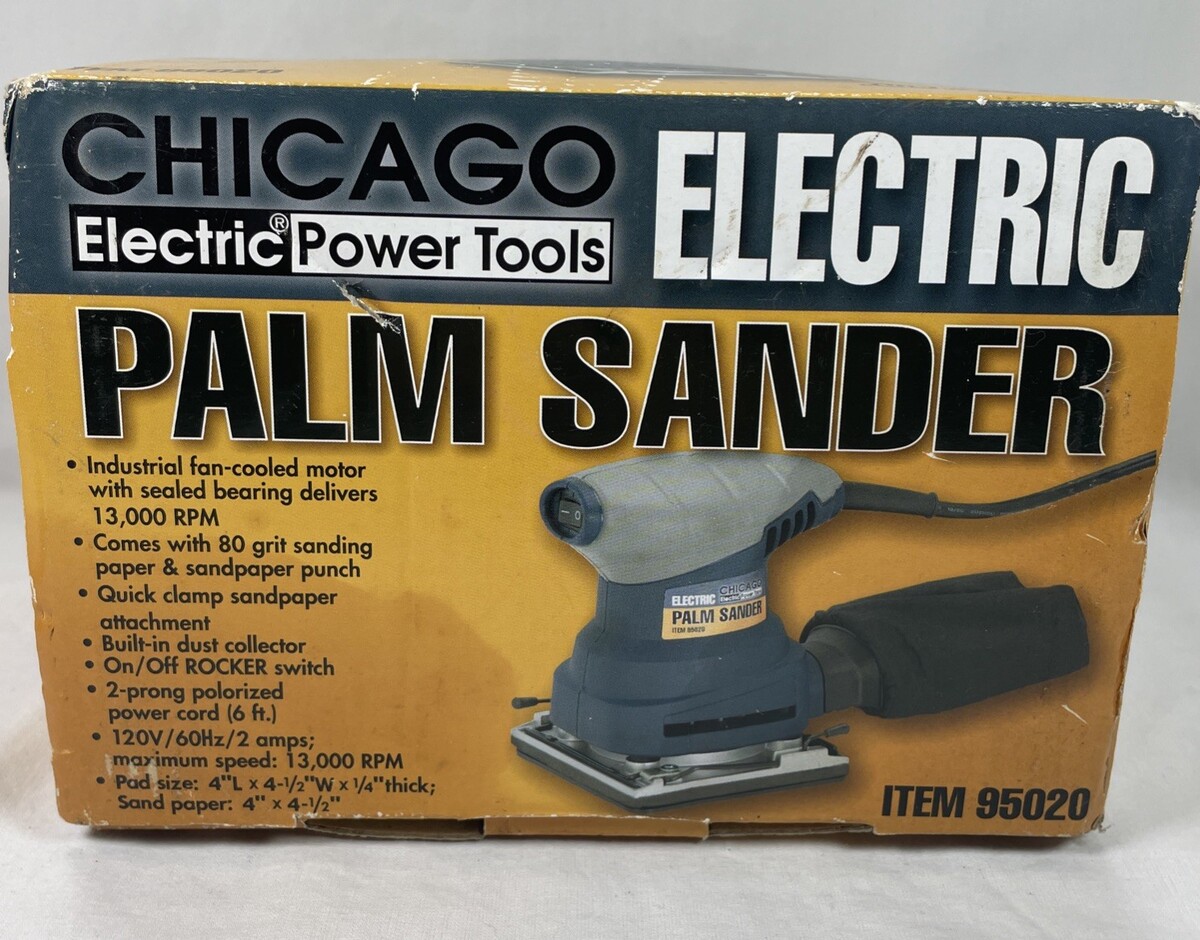 CHICAGO
Electric® Power Tools
ELECTRIC
PALM SANDER
• Industrial fan-cooled motor
with sealed bearing delivers
13,000 RPM
• Comes with 80 grit sanding
paper & sandpaper punch
• Quick clamp sandpaper
attachment
• Built-in dust collector
• On/Off ROCKER switch
• 2-prong polorized
power cord (6 ft.)
• 120V/60Hz/2 amps;
maximum speed: 13,000 RPM
• Pad size: 4"L x 4-1/2"W x 1/4"thick;
Sand paper: 4" x 4-1/2"
– O
ELECTRIC CHICAGO
Electric Power Tools
PALM SANDER
ITEM 95020
ITEM 95020